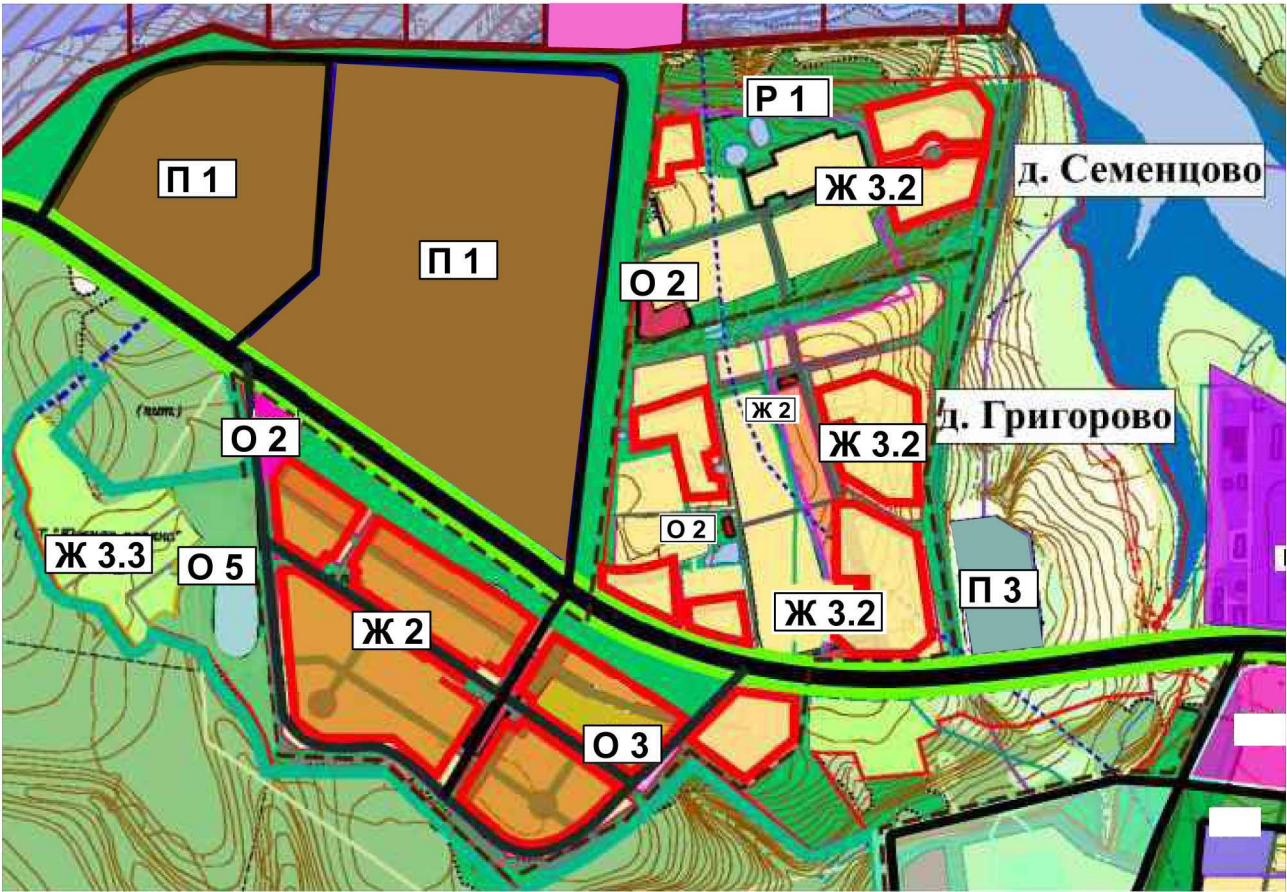 Р 1
д. Семенцово
П 1
Ж 3.2
П 1
О 2
Ж 2
д. Григорово
О 2
Ж 3.2
О 2
Ж 3.3
О 5
П 3
Ж 2
Ж 3.2
О 3